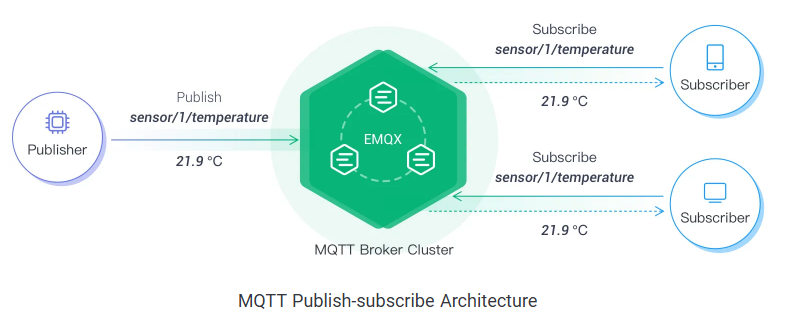 Publish
sensor/1/temperature
21.9 °C
Publisher
EMQX
MQTT Broker Cluster
Subscribe
sensor/1/temperature
21.9 °C
Subscriber
Subscribe
sensor/1/temperature
21.9 °C
Subscriber
MQTT Publish-subscribe Architecture